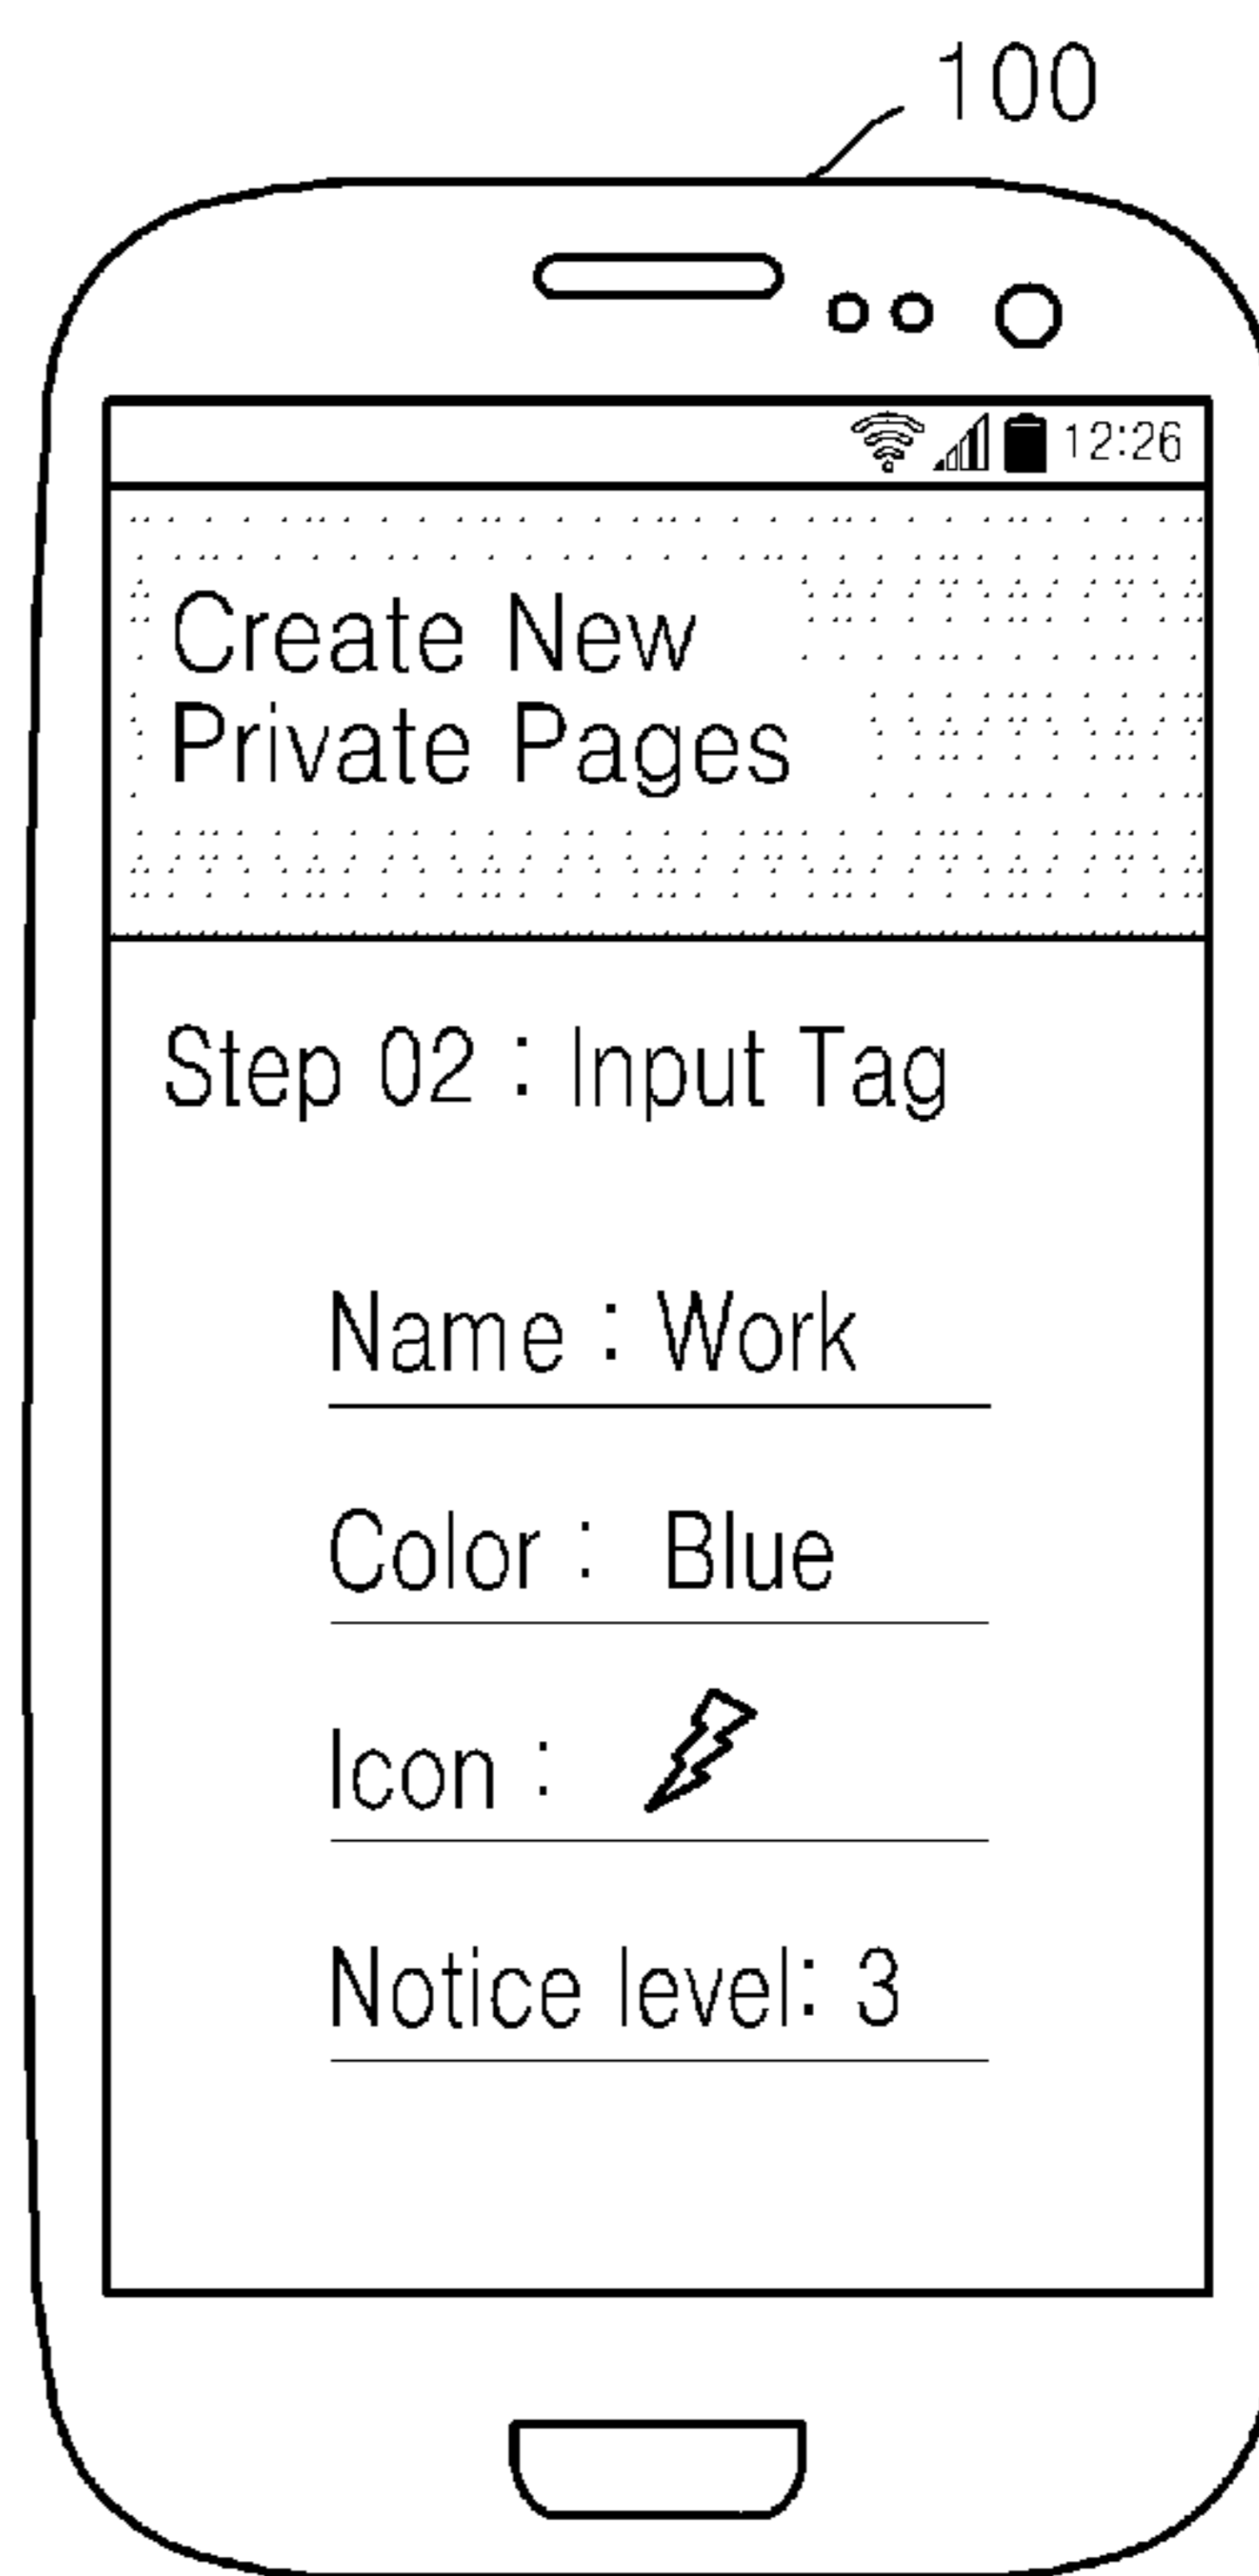 100
12:26
Create New
Private Pages
Step 02 : Input Tag
Name : Work
Color : Blue
Icon :
Notice level: 3